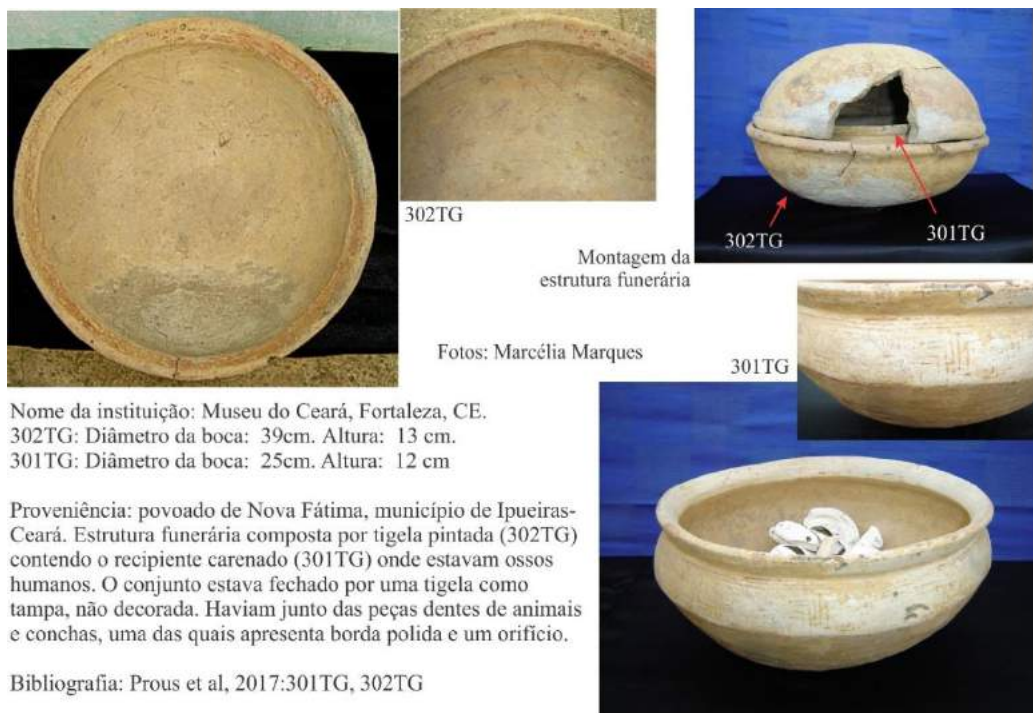 302TG
302TG
301TG
Montagem da
estrutura funerária
Fotos: Marcélia Marques
301TG
Nome da instituição: Museu do Ceará, Fortaleza, CE.
302TG: Diâmetro da boca: 39cm. Altura: 13 cm.
301TG: Diâmetro da boca: 25cm. Altura: 12 cm
Proveniência: povoado de Nova Fátima, município de Ipueiras-
Ceará. Estrutura funerária composta por tigela pintada (302TG)
contendo o recipiente carenado (301TG) onde estavam ossos
humanos. O conjunto estava fechado por uma tigela como
tampa, não decorada. Haviam junto das peças dentes de animais
e conchas, uma das quais apresenta borda polida e um orifício.
Bibliografia: Prous et al, 2017:301TG, 302TG